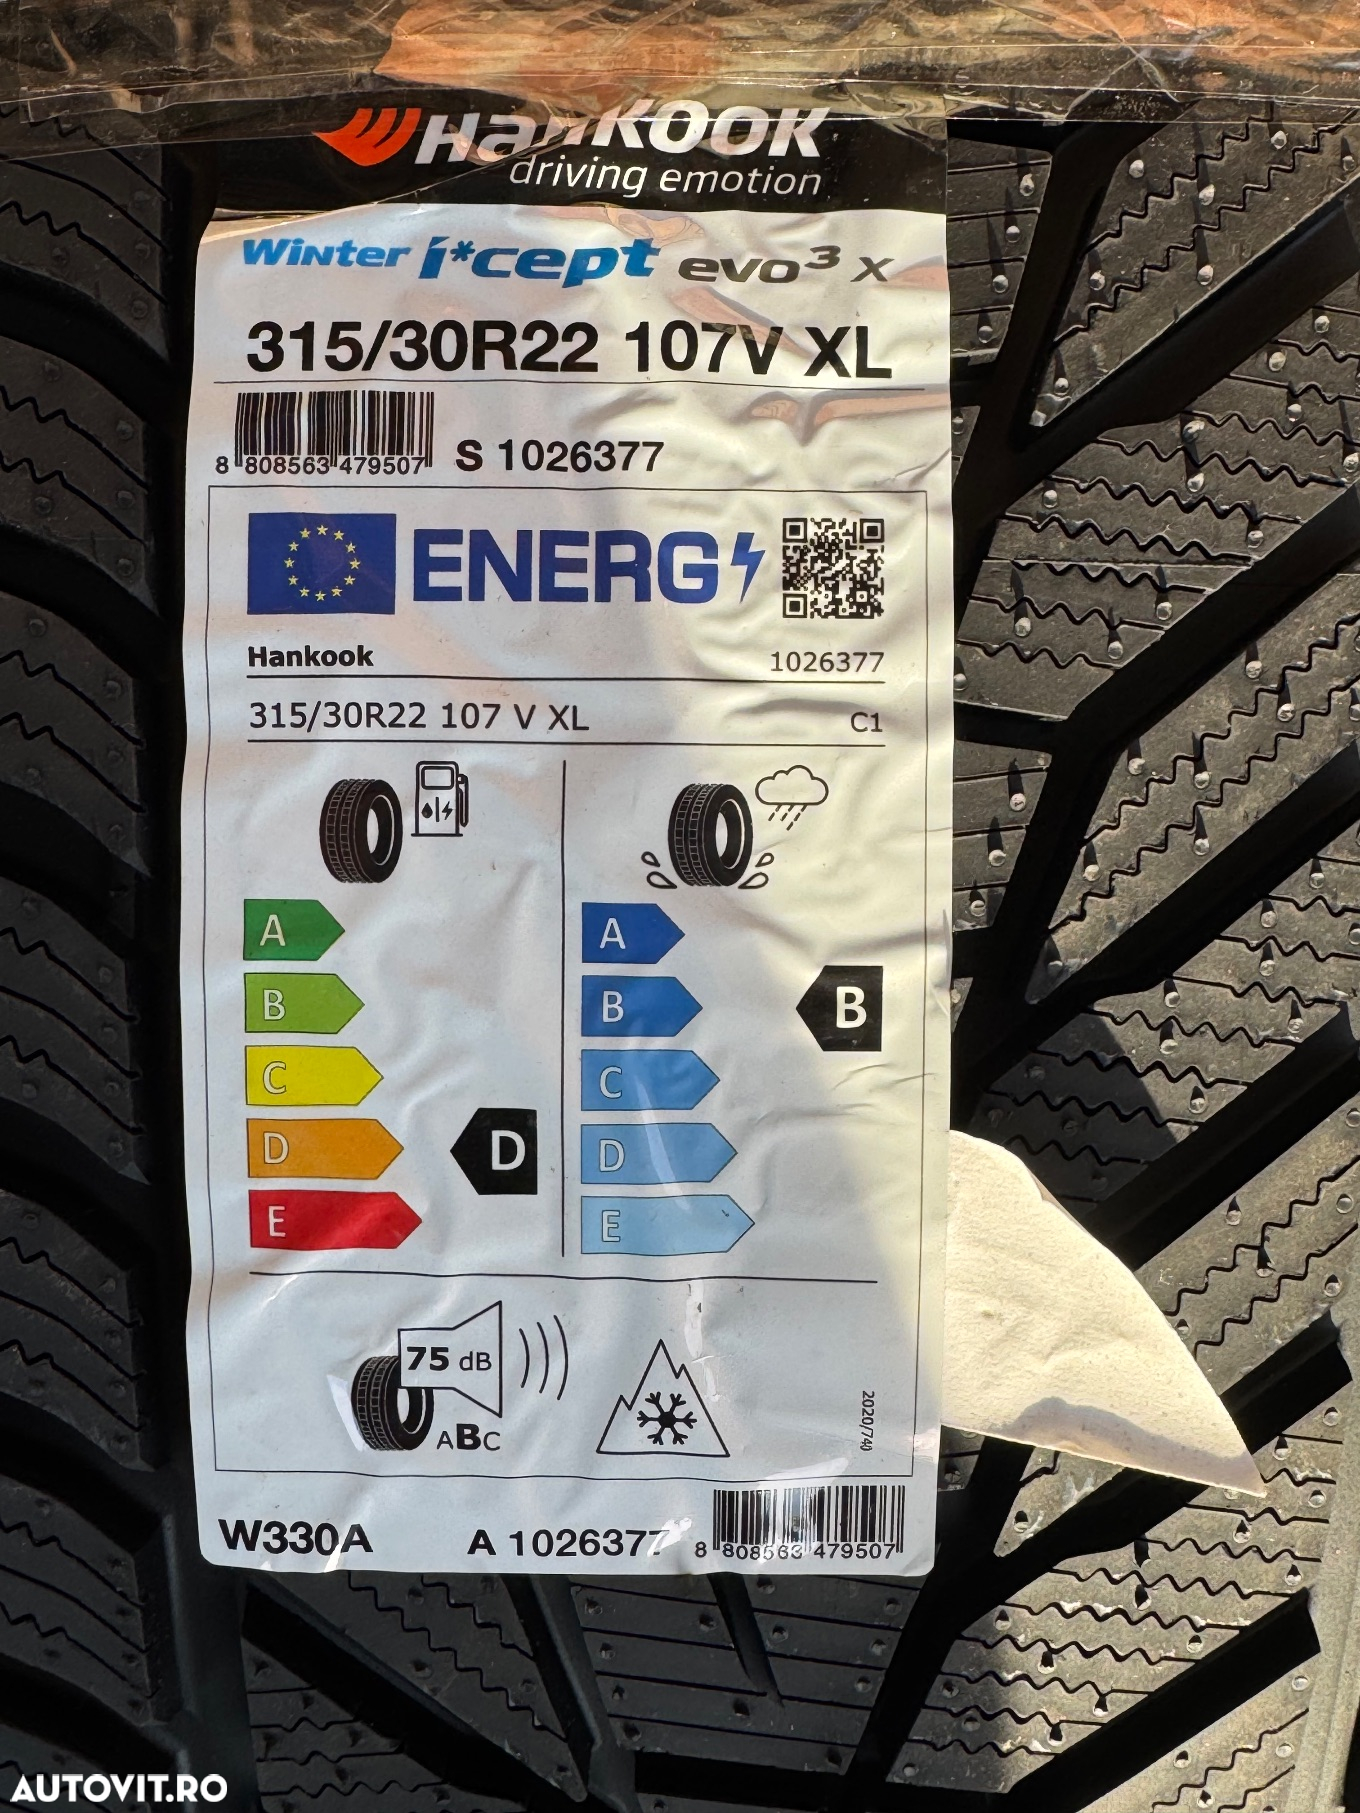 Hankook
driving emotion
Winter i*cept evo3 x
315/30R22 107V XL
8 808563 479507 S 1026377
ENERG
Hankook 1026377
315/30R22 107 V XL C1
A A
B B B
C C
D D D
E E
75 dB
ABC
2020/740
W330A A 1026377 8 808563 479507
AUTOVIT.RO